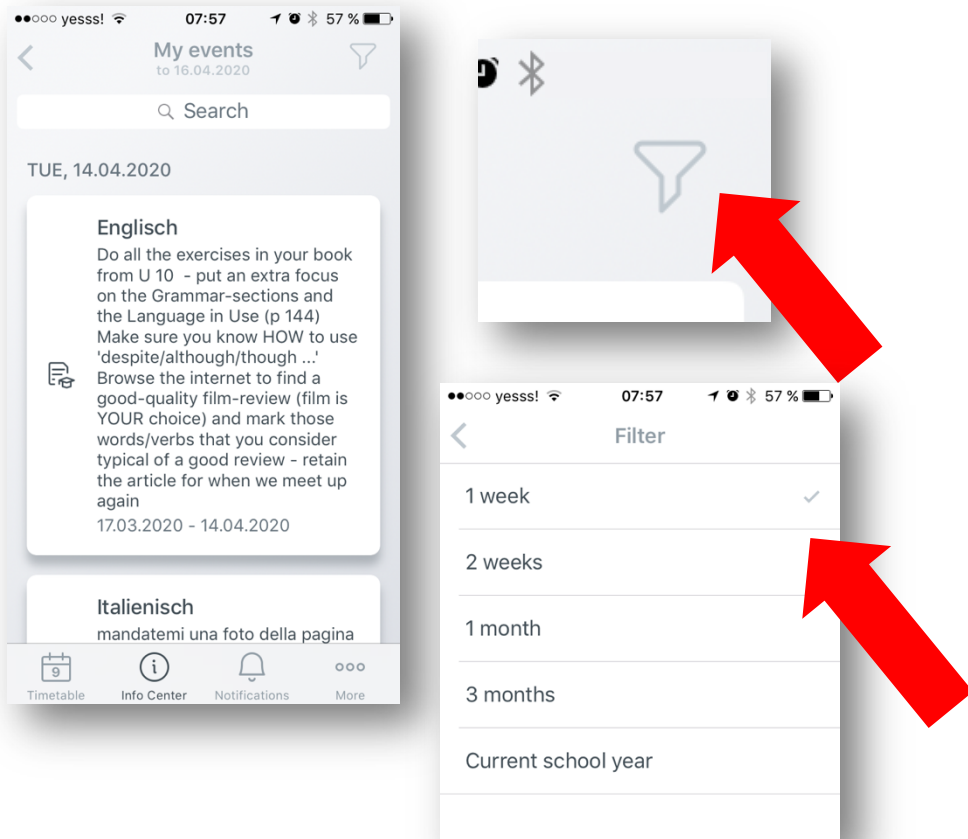 yesss! 07:57 57 %
My events
to 16.04.2020
Search
TUE, 14.04.2020
Englisch
Do all the exercises in your book
from U 10 - put an extra focus
on the Grammar-sections and
the Language in Use (p 144)
Make sure you know HOW to use
'despite/although/though ...'
Browse the internet to find a
good-quality film-review (film is
YOUR choice) and mark those
words/verbs that you consider
typical of a good review - retain
the article for when we meet up
again
17.03.2020 - 14.04.2020
Italienisch
mandatemi una foto della pagina
9
Timetable Info Center Notifications More
yesss! 07:57 57 %
Filter
1 week
2 weeks
1 month
3 months
Current school year